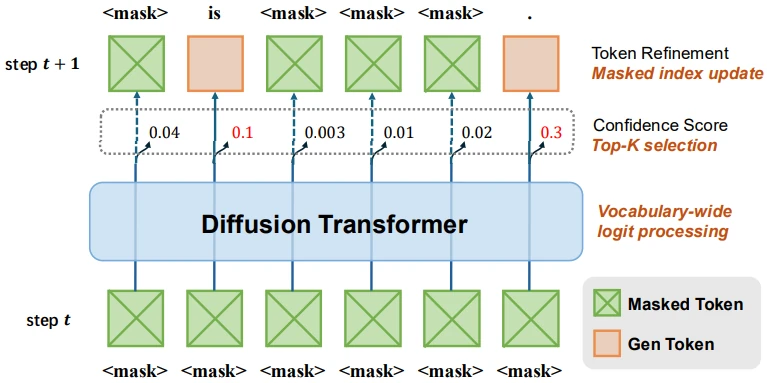 <mask> is <mask> <mask> <mask> .
step t + 1
Token Refinement
Masked index update
0.04 0.1 0.003 0.01 0.02 0.3
Confidence Score
Top-K selection
Diffusion Transformer
Vocabulary-wide
logit processing
step t
Masked Token
Gen Token
<mask> <mask> <mask> <mask> <mask> <mask>